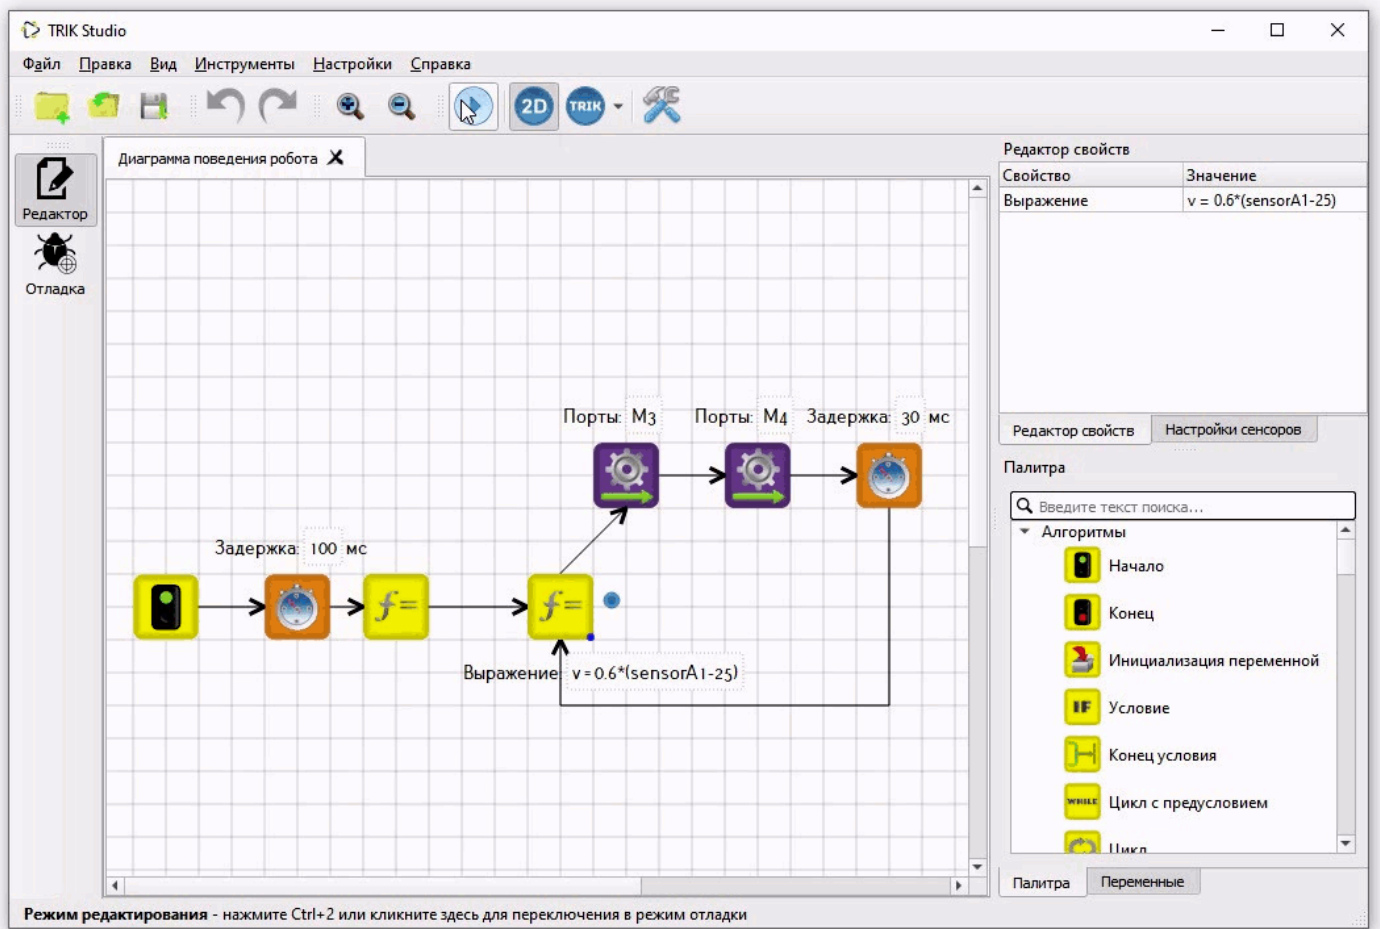 TRIK Studio
Файл Правка Вид Инструменты Настройки Справка
2D TRIK
Редактор
Отладка
Диаграмма поведения робота
Порты: M3 Порты: M4 Задержка: 30 мс
Задержка: 100 мс
f= f=
Выражение: v = 0.6*(sensorA1-25)
Редактор свойств
Свойство Значение
Выражение v = 0.6*(sensorA1-25)
Редактор свойств Настройки сенсоров
Палитра
Введите текст поиска...
Алгоритмы
Начало
Конец
Инициализация переменной
IF Условие
Конец условия
WHILE Цикл с предусловием
Цикл
Палитра Переменные
Режим редактирования - нажмите Ctrl+2 или кликните здесь для переключения в режим отладки